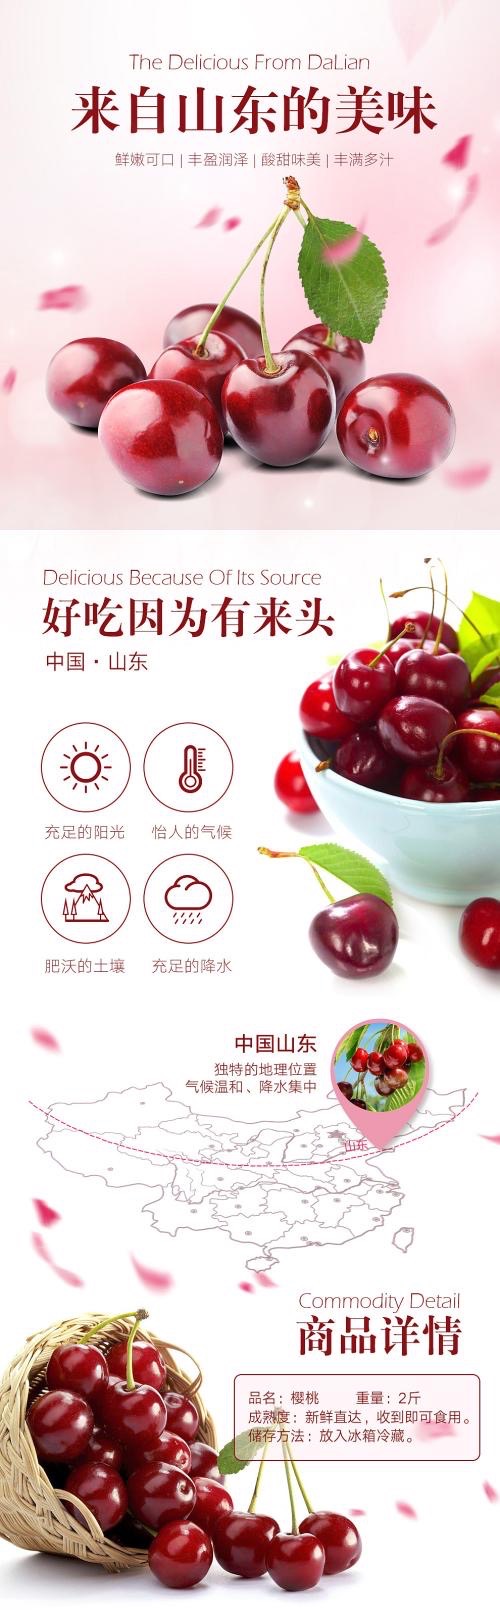 The Delicious From DaLian
来自山东的美味
鲜嫩可口 | 丰盈润泽 | 酸甜味美 | 丰满多汁
Delicious Because Of Its Source
好吃因为有来头
中国·山东
充足的阳光 怡人的气候
肥沃的土壤 充足的降水
中国山东
独特的地理位置
气候温和、降水集中
山东
Commodity Detail
商品详情
品名：樱桃 重量：2斤
成熟度：新鲜直达，收到即可食用。
储存方法：放入冰箱冷藏。